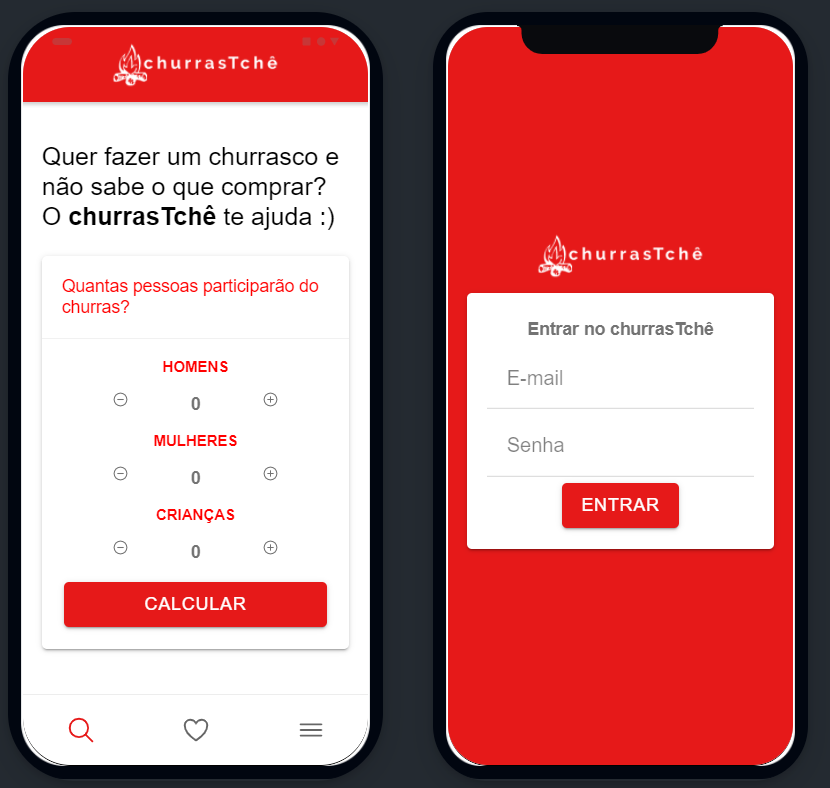 churrasTchê
Quer fazer um churrasco e
não sabe o que comprar?
O churrasTchê te ajuda :)
Quantas pessoas participarão do
churras?
HOMENS
0
MULHERES
0
CRIANÇAS
0
CALCULAR
churrasTchê
Entrar no churrasTchê
E-mail
Senha
ENTRAR